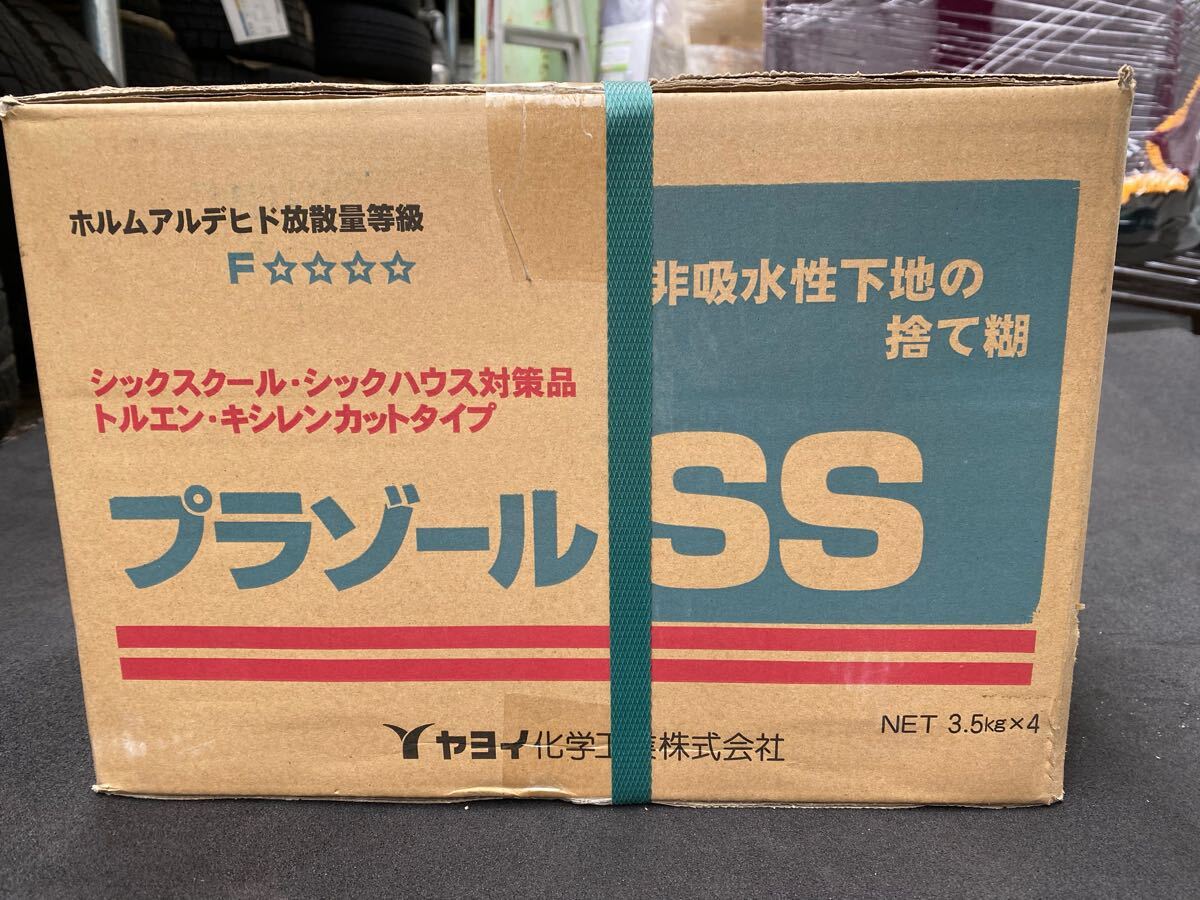 ホルムアルデヒド放散量等級
F☆☆☆☆
シックスクール・シックハウス対策品
トルエン・キシレンカットタイプ
非吸水性下地の
捨て糊
プラゾールSS
NET 3.5kg×4
ヤヨイ化学工業株式会社